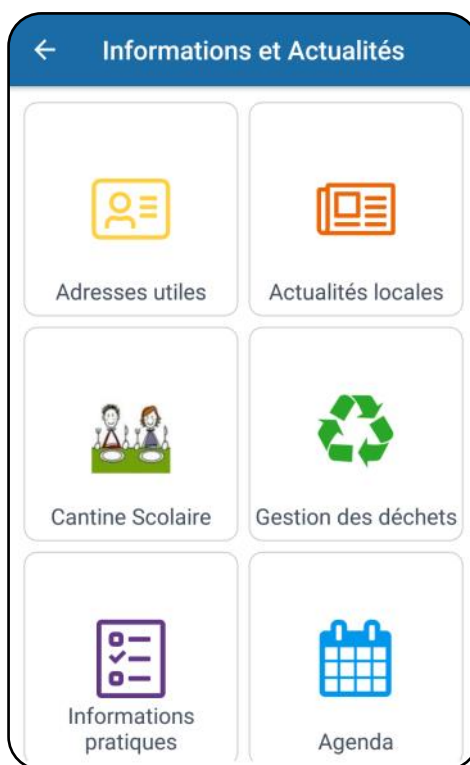 Informations et Actualités
Adresses utiles
Actualités locales
Cantine Scolaire
Gestion des déchets
Informations
pratiques
Agenda